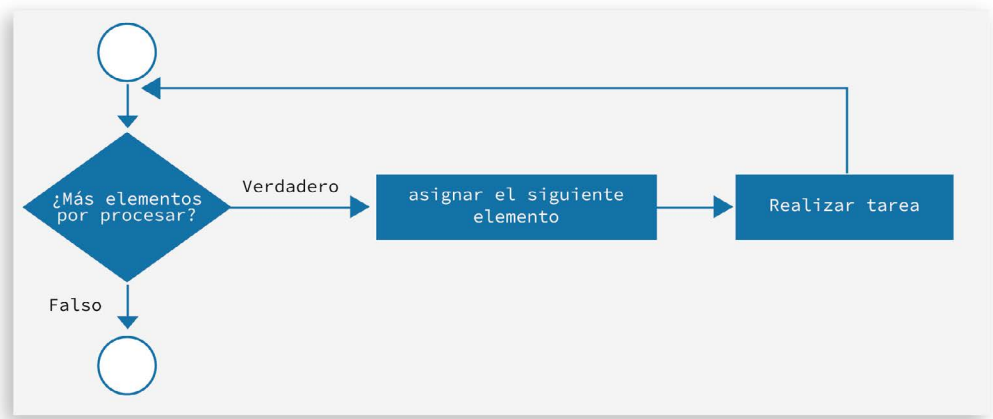 ¿Más elementos
por procesar?
Verdadero
asignar el siguiente
elemento
Realizar tarea
Falso